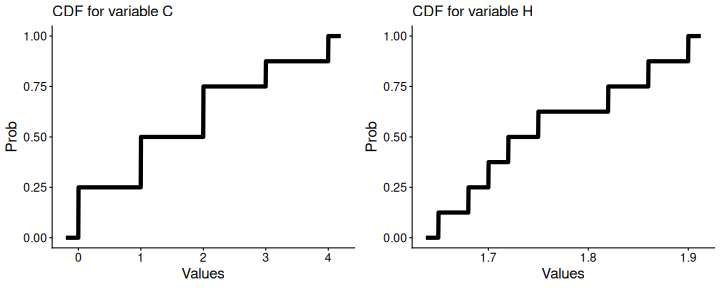 CDF for variable C
Prob
1.00
0.75
0.50
0.25
0.00
0 1 2 3 4
Values
CDF for variable H
Prob
1.00
0.75
0.50
0.25
0.00
1.7 1.8 1.9
Values